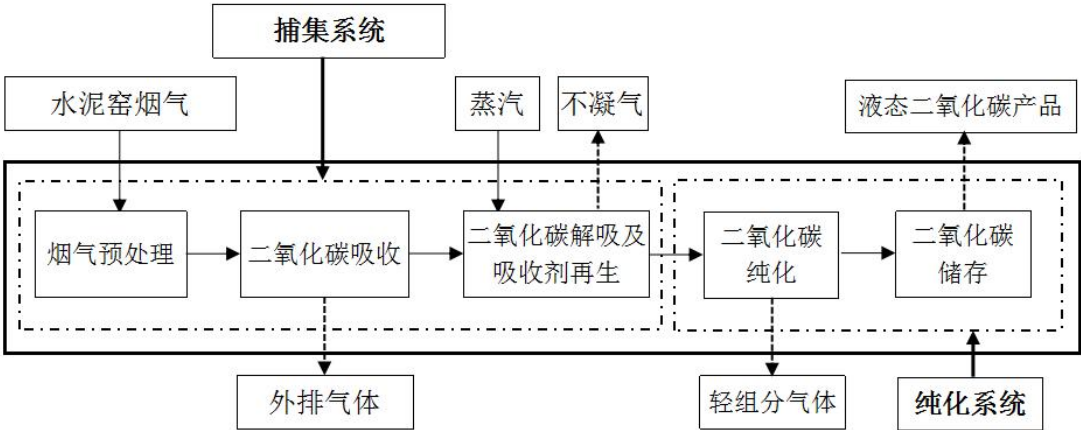 捕集系统
水泥窑烟气
蒸汽
不凝气
液态二氧化碳产品
烟气预处理
二氧化碳吸收
二氧化碳解吸及
吸收剂再生
二氧化碳
纯化
二氧化碳
储存
外排气体
轻组分气体
纯化系统